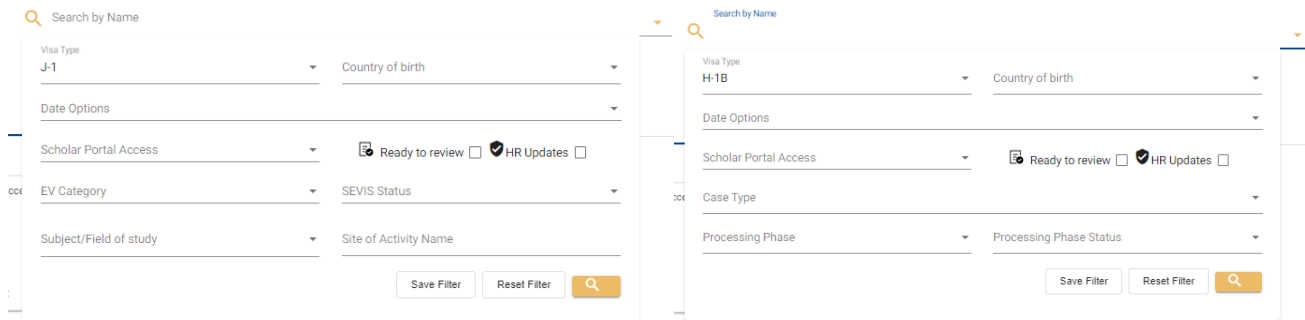 Search by Name
Visa Type
J-1
Country of birth
Date Options
Scholar Portal Access
Ready to review
HR Updates
EV Category
SEVIS Status
Subject/Field of study
Site of Activity Name
Save Filter
Reset Filter
Search by Name
Visa Type
H-1B
Country of birth
Date Options
Scholar Portal Access
Ready to review
HR Updates
Case Type
Processing Phase
Processing Phase Status
Save Filter
Reset Filter